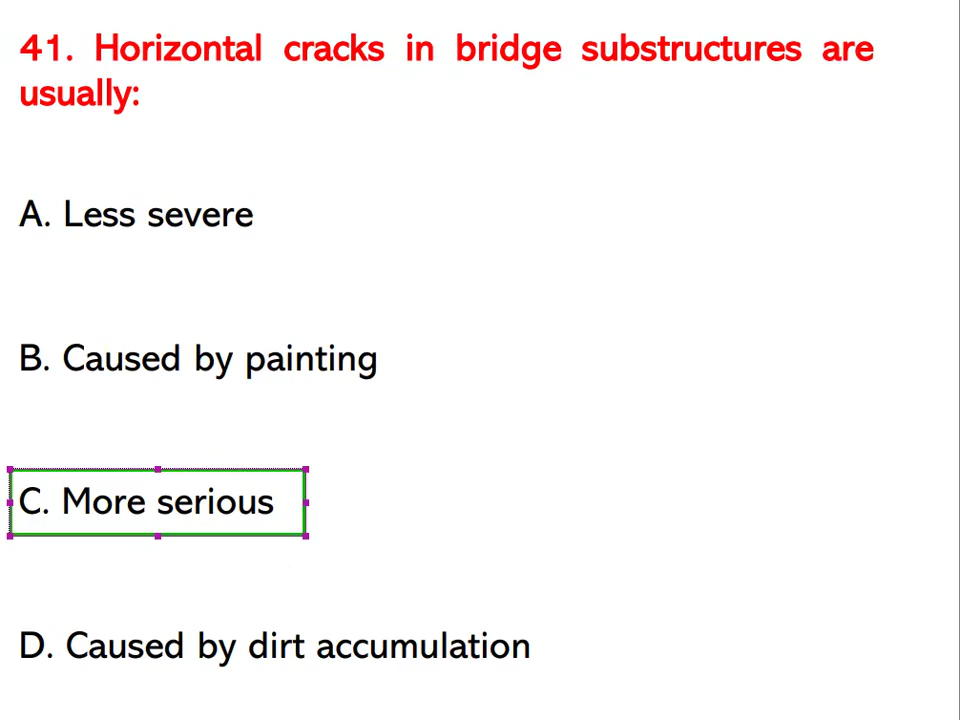 41. Horizontal cracks in bridge substructures are
usually:
A. Less severe
B. Caused by painting
C. More serious
D. Caused by dirt accumulation